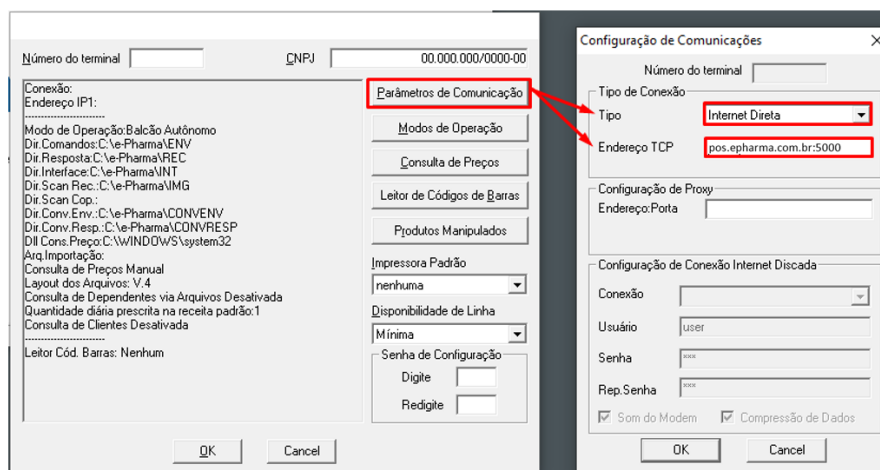 Número do terminal
CNPJ 00.000.000/0000-00
Conexão:
Endereço IP1:
-------------------------
Modo de Operação:Balcão Autônomo
Dir.Comandos:C:\e-Pharma\ENV
Dir.Resposta:C:\e-Pharma\REC
Dir.Interface:C:\e-Pharma\INT
Dir.Scan Rec.:C:\e-Pharma\IMG
Dir.Scan Cop.:
Dir.Conv.Env.:C:\e-Pharma\CONVENV
Dir.Conv.Resp.:C:\e-Pharma\CONVRESP
Dll Cons.Preço:C:\WINDOWS\system32
Arq.Importação:
Consulta de Preços Manual
Layout dos Arquivos: V.4
Consulta de Dependentes via Arquivos Desativada
Quantidade diária prescrita na receita padrão:1
Consulta de Clientes Desativada
-------------------------
Leitor Cód. Barras: Nenhum
Parâmetros de Comunicação
Modos de Operação
Consulta de Preços
Leitor de Códigos de Barras
Produtos Manipulados
Impressora Padrão
nenhuma
Disponibilidade de Linha
Mínima
Senha de Configuração
Digite
Redigite
OK
Cancel
Configuração de Comunicações
Número do terminal
Tipo de Conexão
Tipo Internet Direta
Endereço TCP pos.epharma.com.br:5000
Configuração de Proxy
Endereço:Porta
Configuração de Conexão Internet Discada
Conexão
Usuário user
Senha ***
Rep.Senha ***
Som do Modem
Compressão de Dados
OK
Cancel